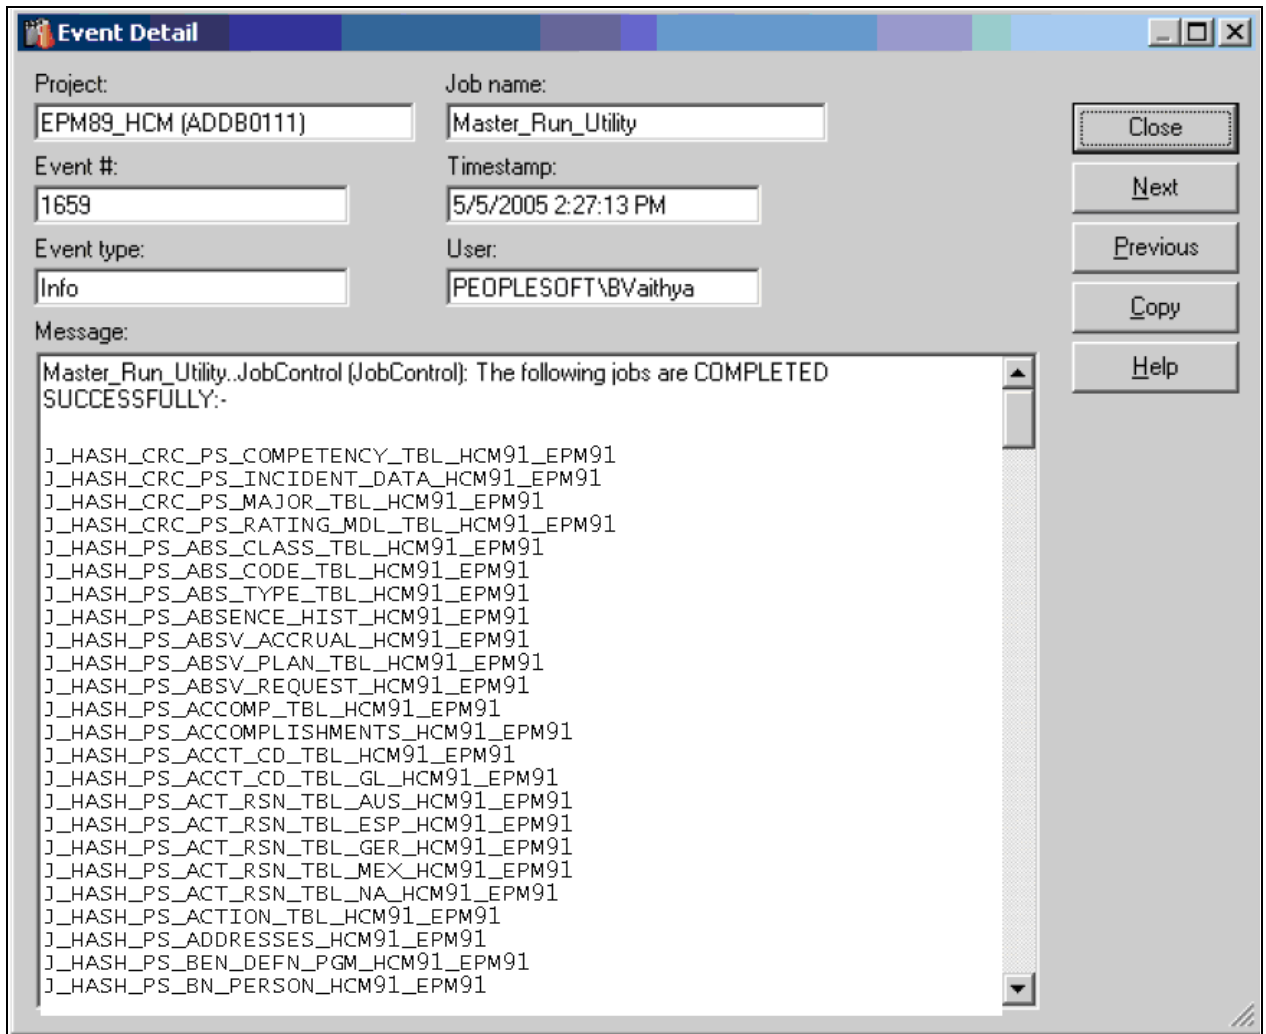 Event Detail
Project:
Job name:
EPM89_HCM (ADDB0111)
Master_Run_Utility
Close
Event #:
Timestamp:
Next
1659
5/5/2005 2:27:13 PM
Event type:
User:
Previous
Info
PEOPLESOFT\BVaithya
Copy
Message:
Help
Master_Run_Utility..JobControl (JobControl): The following jobs are COMPLETED
SUCCESSFULLY:-
J_HASH_CRC_PS_COMPETENCY_TBL_HCM91_EPM91
J_HASH_CRC_PS_INCIDENT_DATA_HCM91_EPM91
J_HASH_CRC_PS_MAJOR_TBL_HCM91_EPM91
J_HASH_CRC_PS_RATING_MDL_TBL_HCM91_EPM91
J_HASH_PS_ABS_CLASS_TBL_HCM91_EPM91
J_HASH_PS_ABS_CODE_TBL_HCM91_EPM91
J_HASH_PS_ABS_TYPE_TBL_HCM91_EPM91
J_HASH_PS_ABSENCE_HIST_HCM91_EPM91
J_HASH_PS_ABSV_ACCRUAL_HCM91_EPM91
J_HASH_PS_ABSV_PLAN_TBL_HCM91_EPM91
J_HASH_PS_ABSV_REQUEST_HCM91_EPM91
J_HASH_PS_ACCOMP_TBL_HCM91_EPM91
J_HASH_PS_ACCOMPLISHMENTS_HCM91_EPM91
J_HASH_PS_ACCT_CD_TBL_HCM91_EPM91
J_HASH_PS_ACCT_CD_TBL_GL_HCM91_EPM91
J_HASH_PS_ACT_RSN_TBL_AUS_HCM91_EPM91
J_HASH_PS_ACT_RSN_TBL_ESP_HCM91_EPM91
J_HASH_PS_ACT_RSN_TBL_GER_HCM91_EPM91
J_HASH_PS_ACT_RSN_TBL_MEX_HCM91_EPM91
J_HASH_PS_ACT_RSN_TBL_NA_HCM91_EPM91
J_HASH_PS_ACTION_TBL_HCM91_EPM91
J_HASH_PS_ADDRESSES_HCM91_EPM91
J_HASH_PS_BEN_DEFN_PGM_HCM91_EPM91
J_HASH_PS_BN_PERSON_HCM91_EPM91